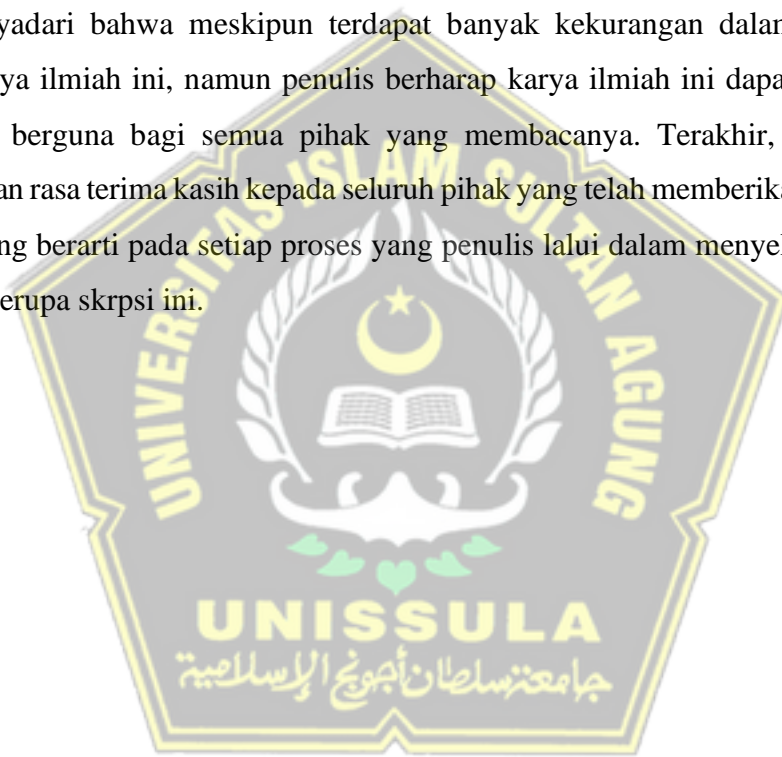 yadari bahwa meskipun terdapat banyak kekurangan dalam
ya ilmiah ini, namun penulis berharap karya ilmiah ini dapa
berguna bagi semua pihak yang membacanya. Terakhir,
an rasa terima kasih kepada seluruh pihak yang telah memberika
ng berarti pada setiap proses yang penulis lalui dalam menyel
erupa skrpsi ini.
UNIVERSITAS ISLAM SULTAN AGUNG
UNISSULA
جامعة سلطان أجونج الإسلامية